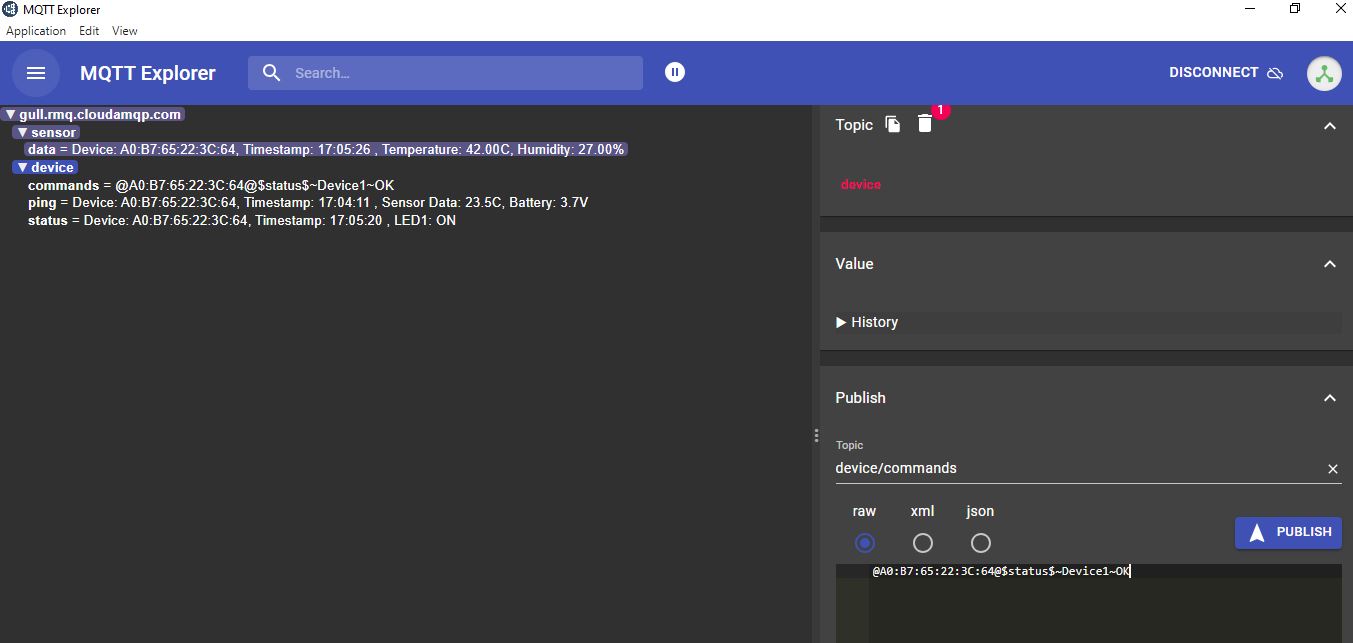 MQTT Explorer
Application Edit View
MQTT Explorer Search... DISCONNECT
▼ gull.rmq.cloudamqp.com
▼ sensor
data = Device: A0:B7:65:22:3C:64, Timestamp: 17:05:26 , Temperature: 42.00C, Humidity: 27.00%
▼ device
commands = @A0:B7:65:22:3C:64@$status$~Device1~OK
ping = Device: A0:B7:65:22:3C:64, Timestamp: 17:04:11 , Sensor Data: 23.5C, Battery: 3.7V
status = Device: A0:B7:65:22:3C:64, Timestamp: 17:05:20 , LED1: ON
Topic 1
device
Value
▶ History
Publish
Topic
device/commands
raw xml json
PUBLISH
@A0:B7:65:22:3C:64@$status$~Device1~OK